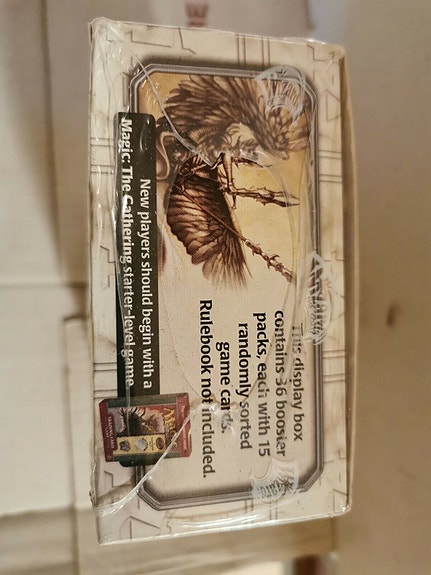 This display box
contains 36 booster
packs, each with 15
randomly sorted
game cards.
Rulebook not included.
New players should begin with a
Magic: The Gathering starter-level game.